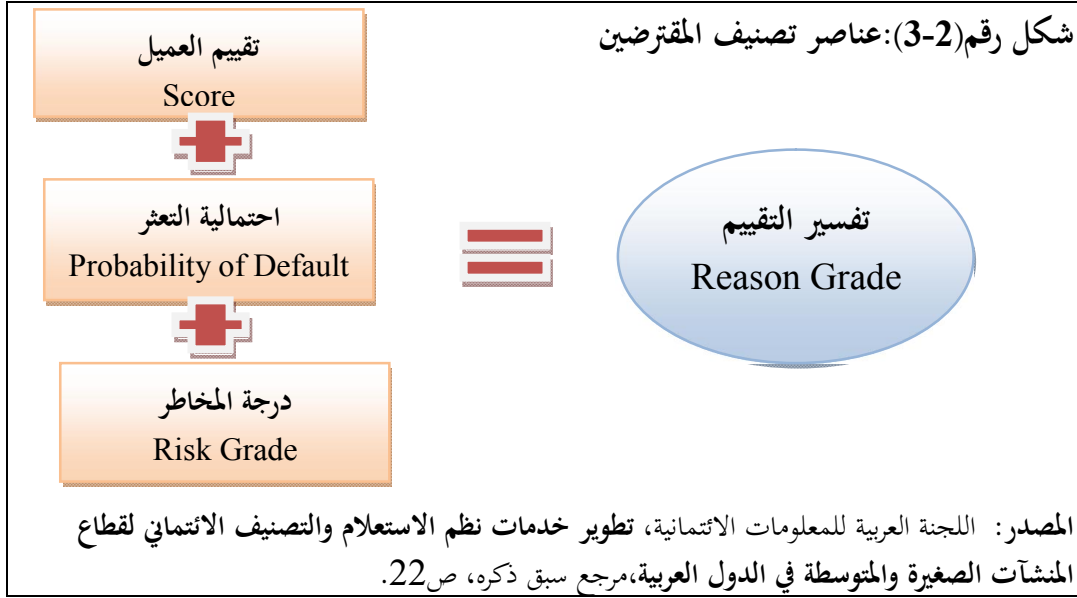 شكل رقم(2-3):عناصر تصنيف المقترضين
تقييم العميل
Score
احتمالية التعثر
Probability of Default
درجة المخاطر
Risk Grade
تفسير التقييم
Reason Grade
المصدر: اللجنة العربية للمعلومات الائتمانية، تطوير خدمات نظم الاستعلام والتصنيف الائتماني لقطاع
المنشآت الصغيرة والمتوسطة في الدول العربية،مرجع سبق ذكره، ص22.